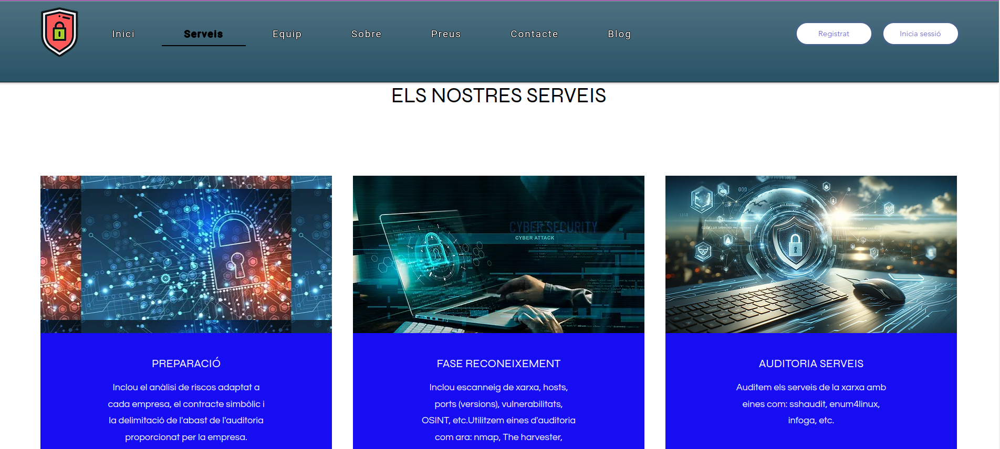 Inici
Serveis
Equip
Sobre
Preus
Contacte
Blog
Registrat
Inicia sessió
ELS NOSTRES SERVEIS
CYBER SECURITY
CYBER ATTACK
000
PREPARACIÓ
Inclou el anàlisi de riscos adaptat a
cada empresa, el contracte simbòlic i
la delimitació de l'abast de l'auditoria
proporcionat per la empresa.
FASE RECONEIXEMENT
Inclou escanneig de xarxa, hosts,
ports (versions), vulnerabilitats,
OSINT, etc.Utilitzem eines d'auditoria
com ara: nmap, The harvester,
AUDITORIA SERVEIS
Auditem els serveis de la xarxa amb
eines com: sshaudit, enum4linux,
infoga, etc.